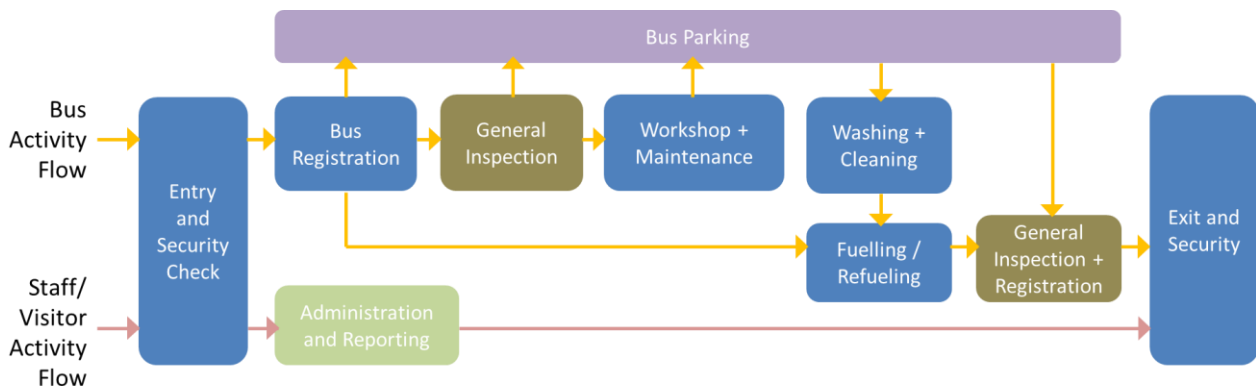 Bus Parking
Bus
Activity
Flow
Entry
and
Security
Check
Bus
Registration
General
Inspection
Workshop +
Maintenance
Washing +
Cleaning
Fuelling /
Refueling
General
Inspection +
Registration
Exit and
Security
Staff/
Visitor
Activity
Flow
Administration
and Reporting